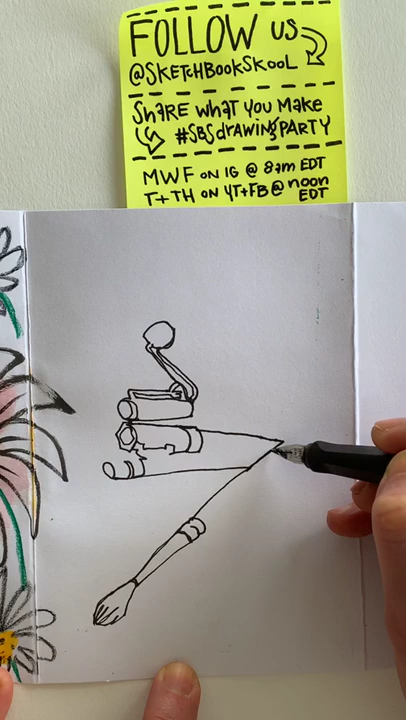 FOLLOW us
@SKETCHBOOKSKOOL
SHARE WHAT YOU MAKE
#SBSdRAWiNgPARTY
MWF ON IG @ 8am EDT
T+TH ON YT+FB @ noon
EDT